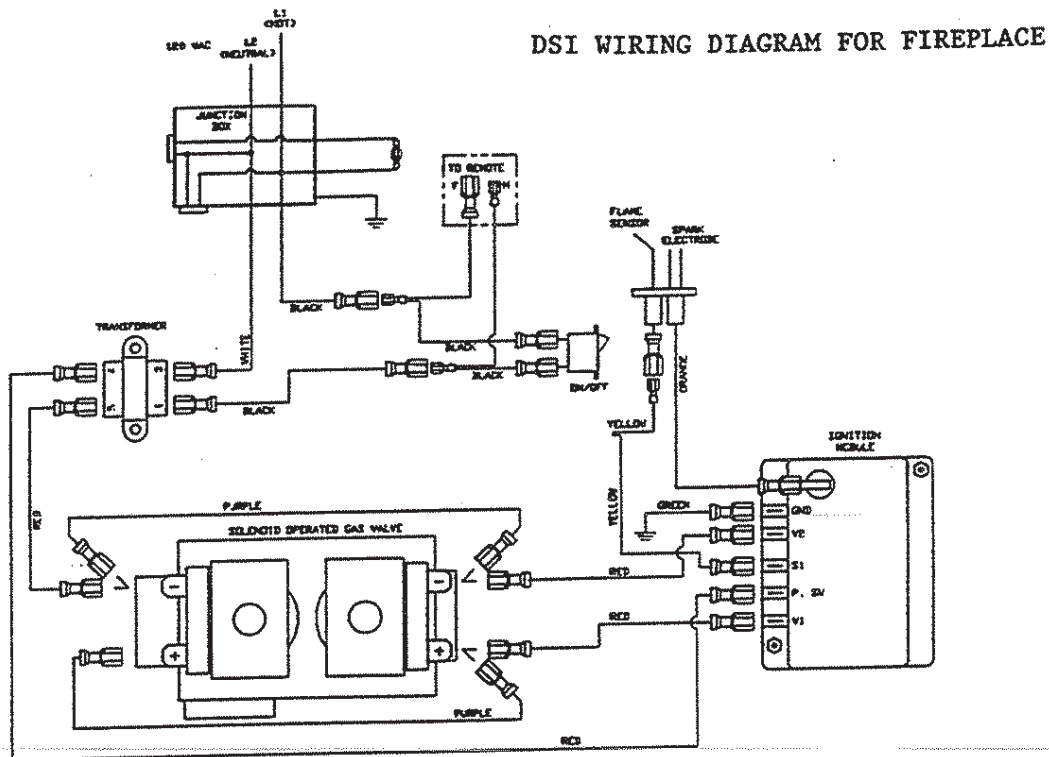 DSI WIRING DIAGRAM FOR FIREPLACE
L1
(HOT)
120 VAC
L2
(NEUTRAL)
JUNCTION
BOX
TO REMOTE
F
FLAME
SENSOR
SPARK
ELECTRODE
BLACK
TRANSFORMER
WHITE
BLACK
BLACK
ON/OFF
ORANGE
BLACK
YELLOW
IGNITION
MODULE
RED
PURPLE
YELLOW
GREEN
GND
SOLENOID OPERATED GAS VALVE
V2
-
-
RED
S1
P. SW
RED
V1
+
+
PURPLE
RED